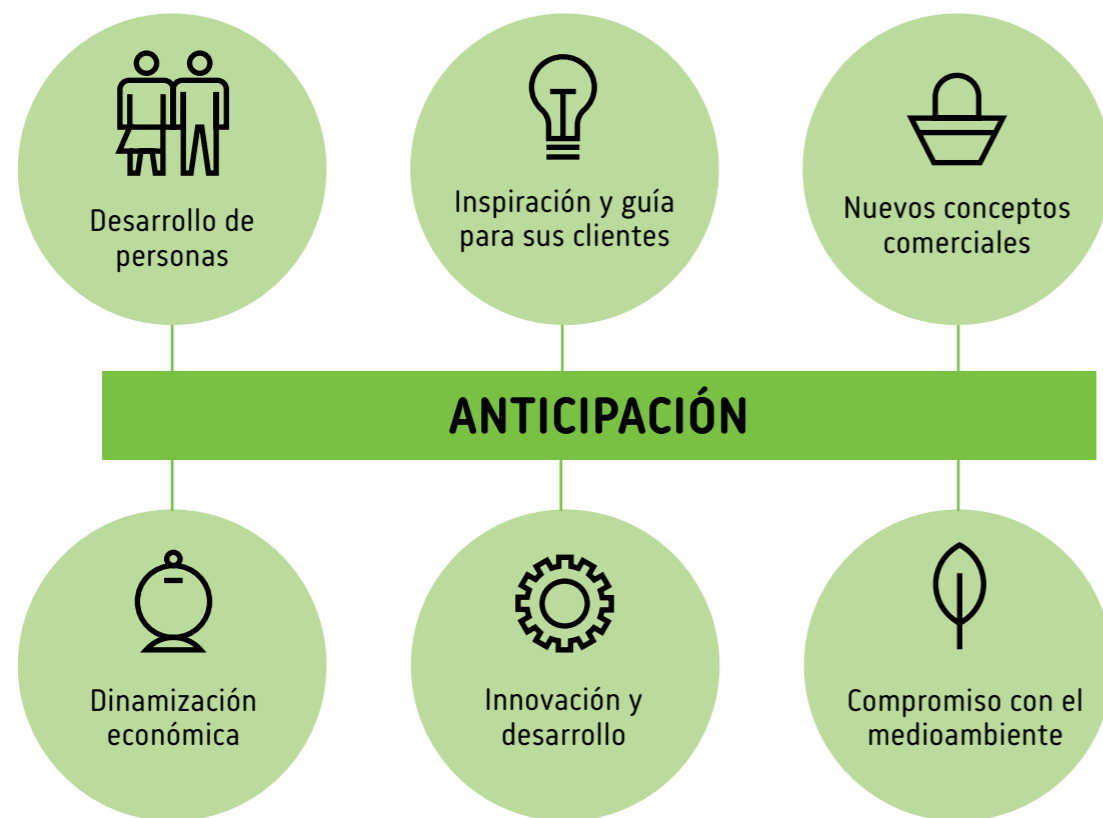 Desarrollo de
personas
Inspiración y guía
para sus clientes
Nuevos conceptos
comerciales
ANTICIPACIÓN
Dinamización
económica
Innovación y
desarrollo
Compromiso con el
medioambiente